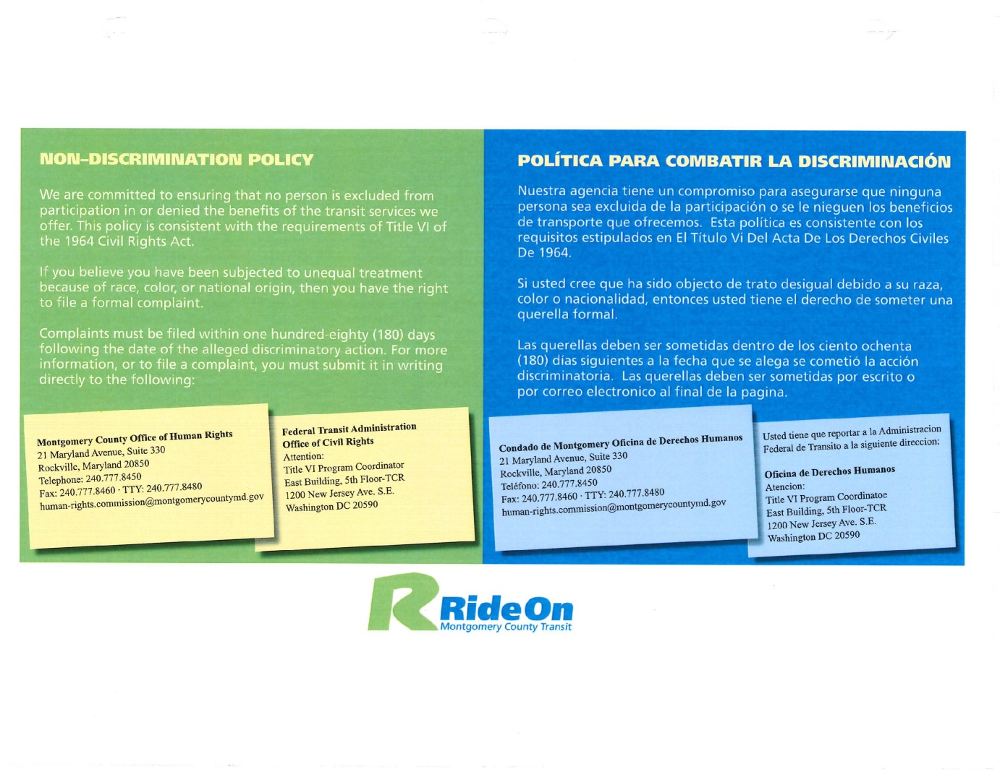 NON-DISCRIMINATION POLICY
We are committed to ensuring that no person is excluded from
participation in or denied the benefits of the transit services we
offer. This policy is consistent with the requirements of Title VI of
the 1964 Civil Rights Act.
If you believe you have been subjected to unequal treatment
because of race, color, or national origin, then you have the right
to file a formal complaint.
Complaints must be filed within one hundred-eighty (180) days
following the date of the alleged discriminatory action. For more
information, or to file a complaint, you must submit it in writing
directly to the following:
Montgomery County Office of Human Rights
21 Maryland Avenue, Suite 330
Rockville, Maryland 20850
Telephone: 240.777.8450
Fax: 240.777.8460 · TTY: 240.777.8480
human-rights.commission@montgomerycountymd.gov
Federal Transit Administration
Office of Civil Rights
Attention:
Title VI Program Coordinator
East Building, 5th Floor-TCR
1200 New Jersey Ave. S.E.
Washington DC 20590
POLÍTICA PARA COMBATIR LA DISCRIMINACIÓN
Nuestra agencia tiene un compromiso para asegurarse que ninguna
persona sea excluida de la participación o se le nieguen los beneficios
de transporte que ofrecemos. Esta política es consistente con los
requisitos estipulados en El Título Vi Del Acta De Los Derechos Civiles
De 1964.
Si usted cree que ha sido objecto de trato desigual debido a su raza,
color o nacionalidad, entonces usted tiene el derecho de someter una
querella formal.
Las querellas deben ser sometidas dentro de los ciento ochenta
(180) días siguientes a la fecha que se alega se cometió la acción
discriminatoria. Las querellas deben ser sometidas por escrito o
por correo electronico al final de la pagina.
Condado de Montgomery Oficina de Derechos Humanos
21 Maryland Avenue, Suite 330
Rockville, Maryland 20850
Teléfono: 240.777.8450
Fax: 240.777.8460 · TTY: 240.777.8480
human-rights.commission@montgomerycountymd.gov
Usted tiene que reportar a la Administracion
Federal de Transito a la siguiente direccion:
Oficina de Derechos Humanos
Atencion:
Title VI Program Coordinatoe
East Building, 5th Floor-TCR
1200 New Jersey Ave. S.E.
Washington DC 20590
Ride On
Montgomery County Transit